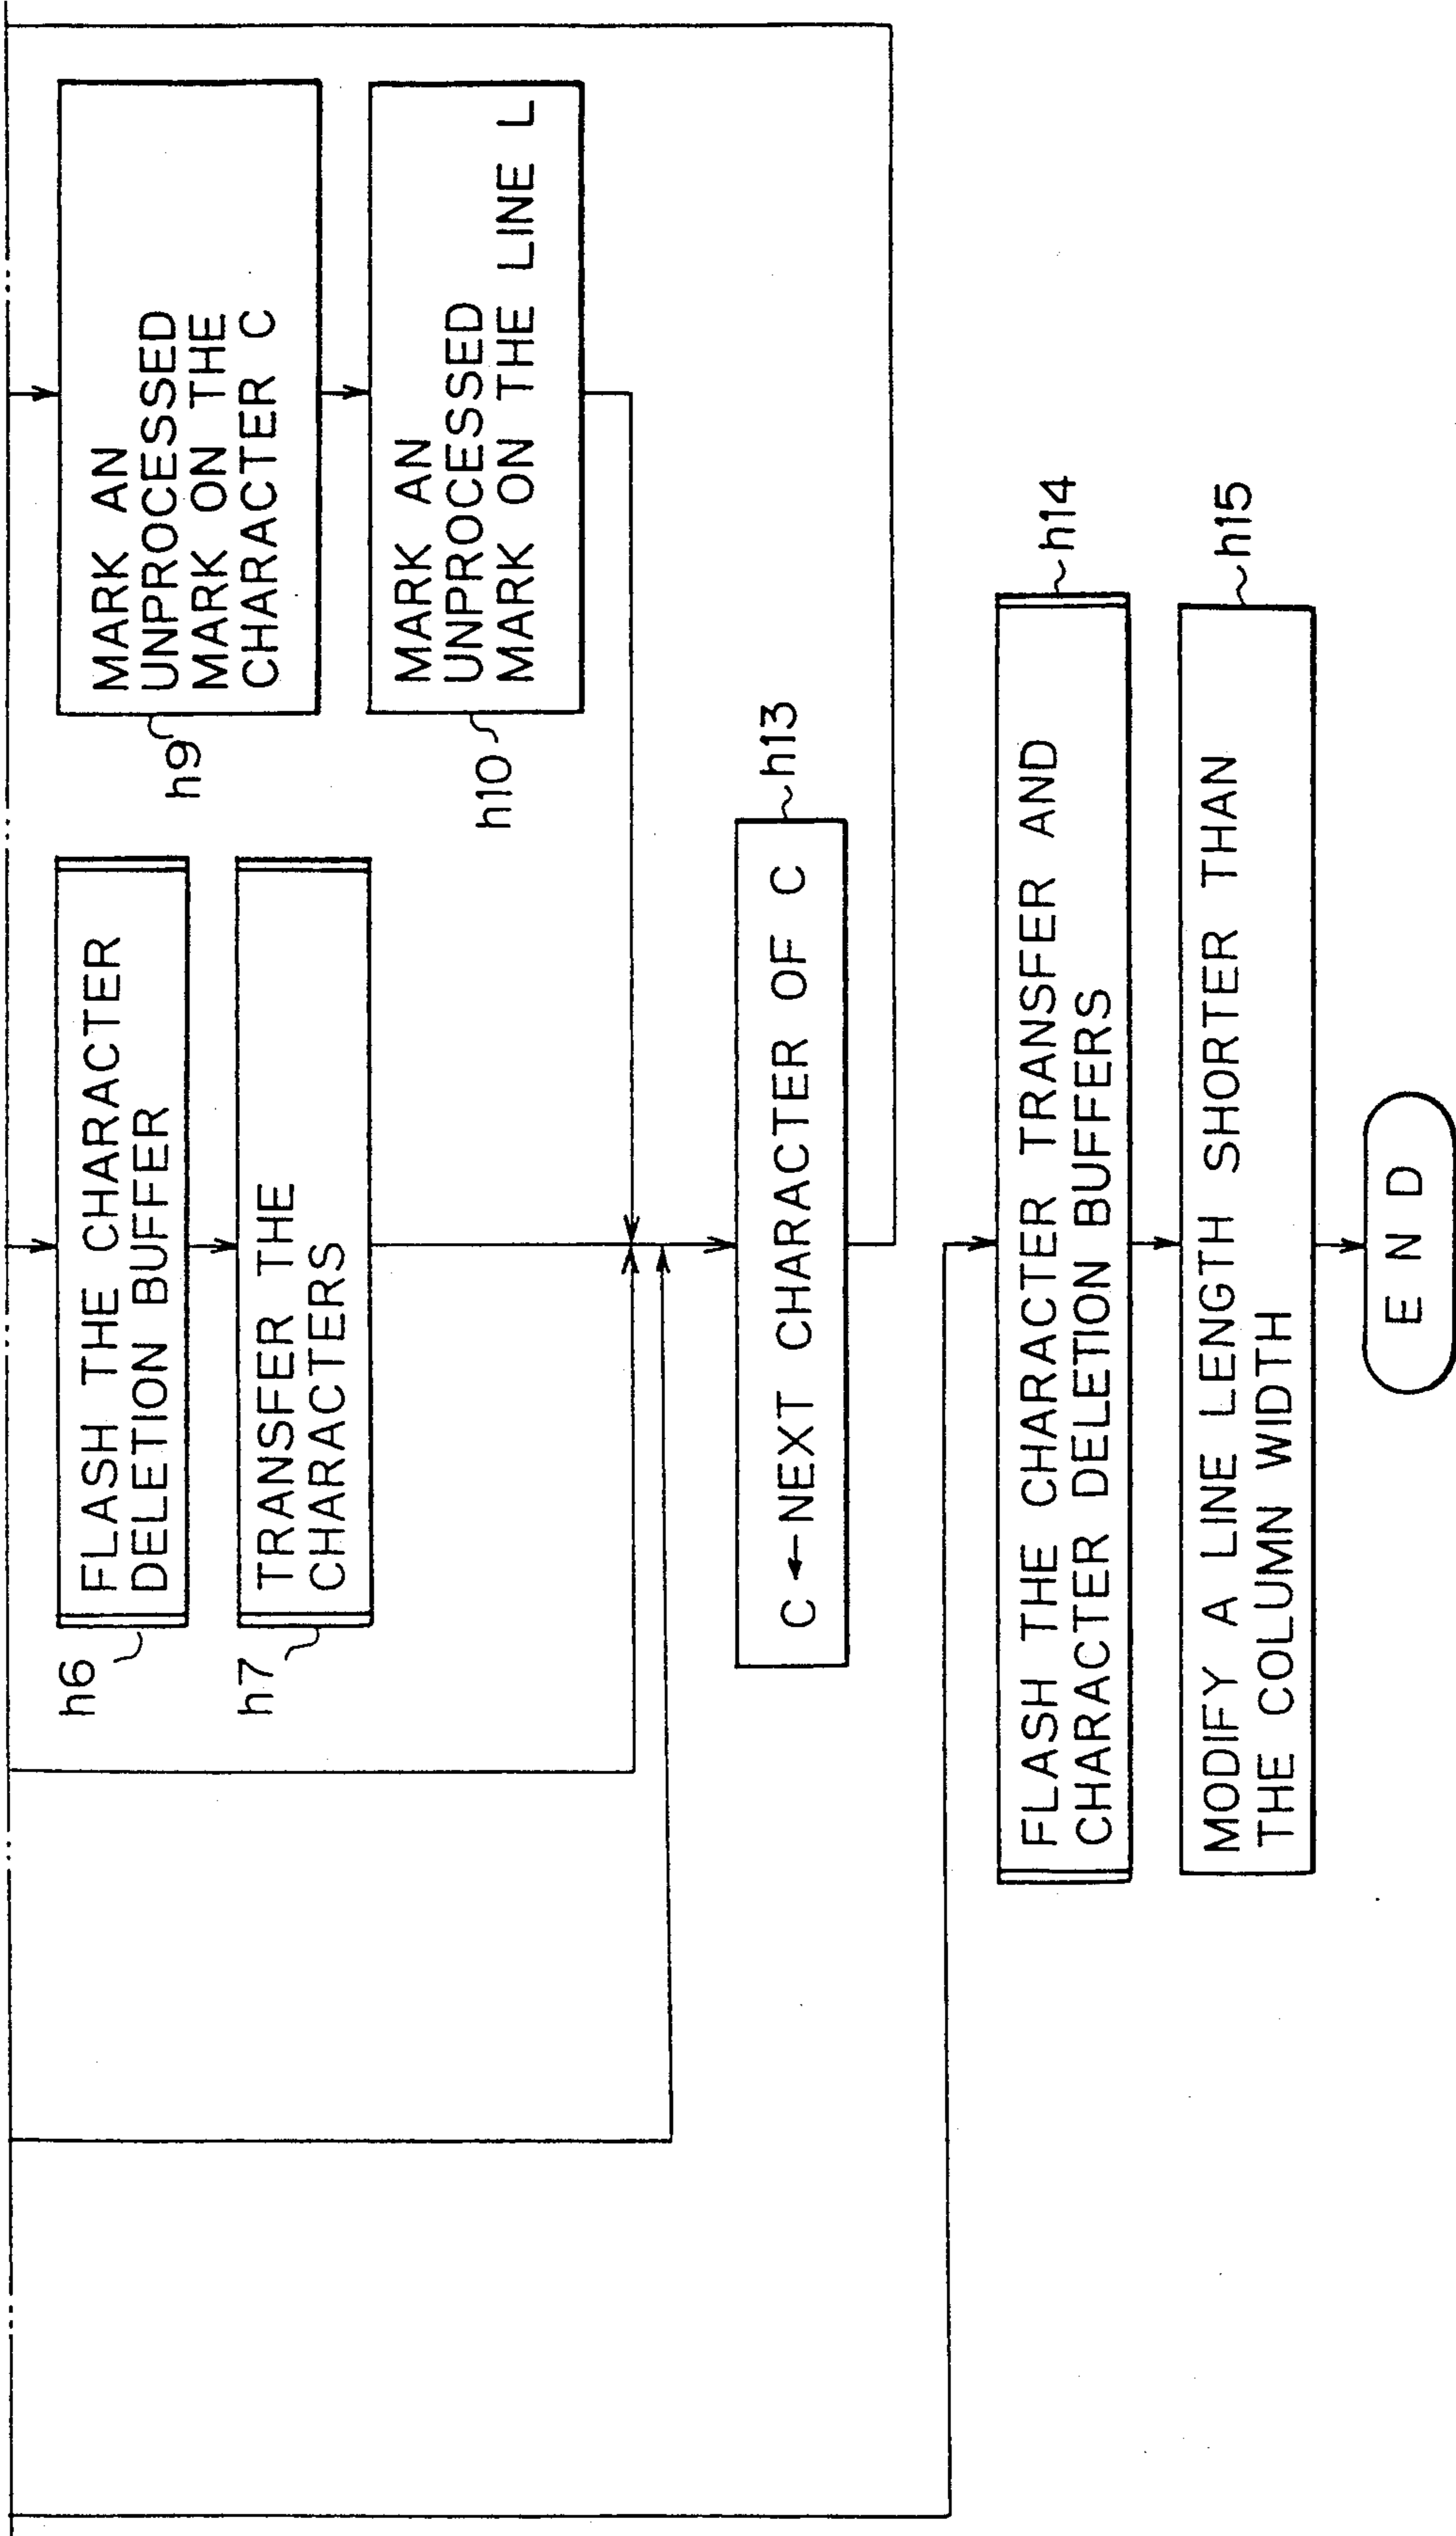 h6
FLASH THE CHARACTER
DELETION BUFFER
h7
TRANSFER THE
CHARACTERS
h9
MARK AN
UNPROCESSED
MARK ON THE
CHARACTER C
h10
MARK AN
UNPROCESSED
MARK ON THE LINE L
C ← NEXT CHARACTER OF C
h13
FLASH THE CHARACTER TRANSFER AND
CHARACTER DELETION BUFFERS
h14
MODIFY A LINE LENGTH SHORTER THAN
THE COLUMN WIDTH
h15
END